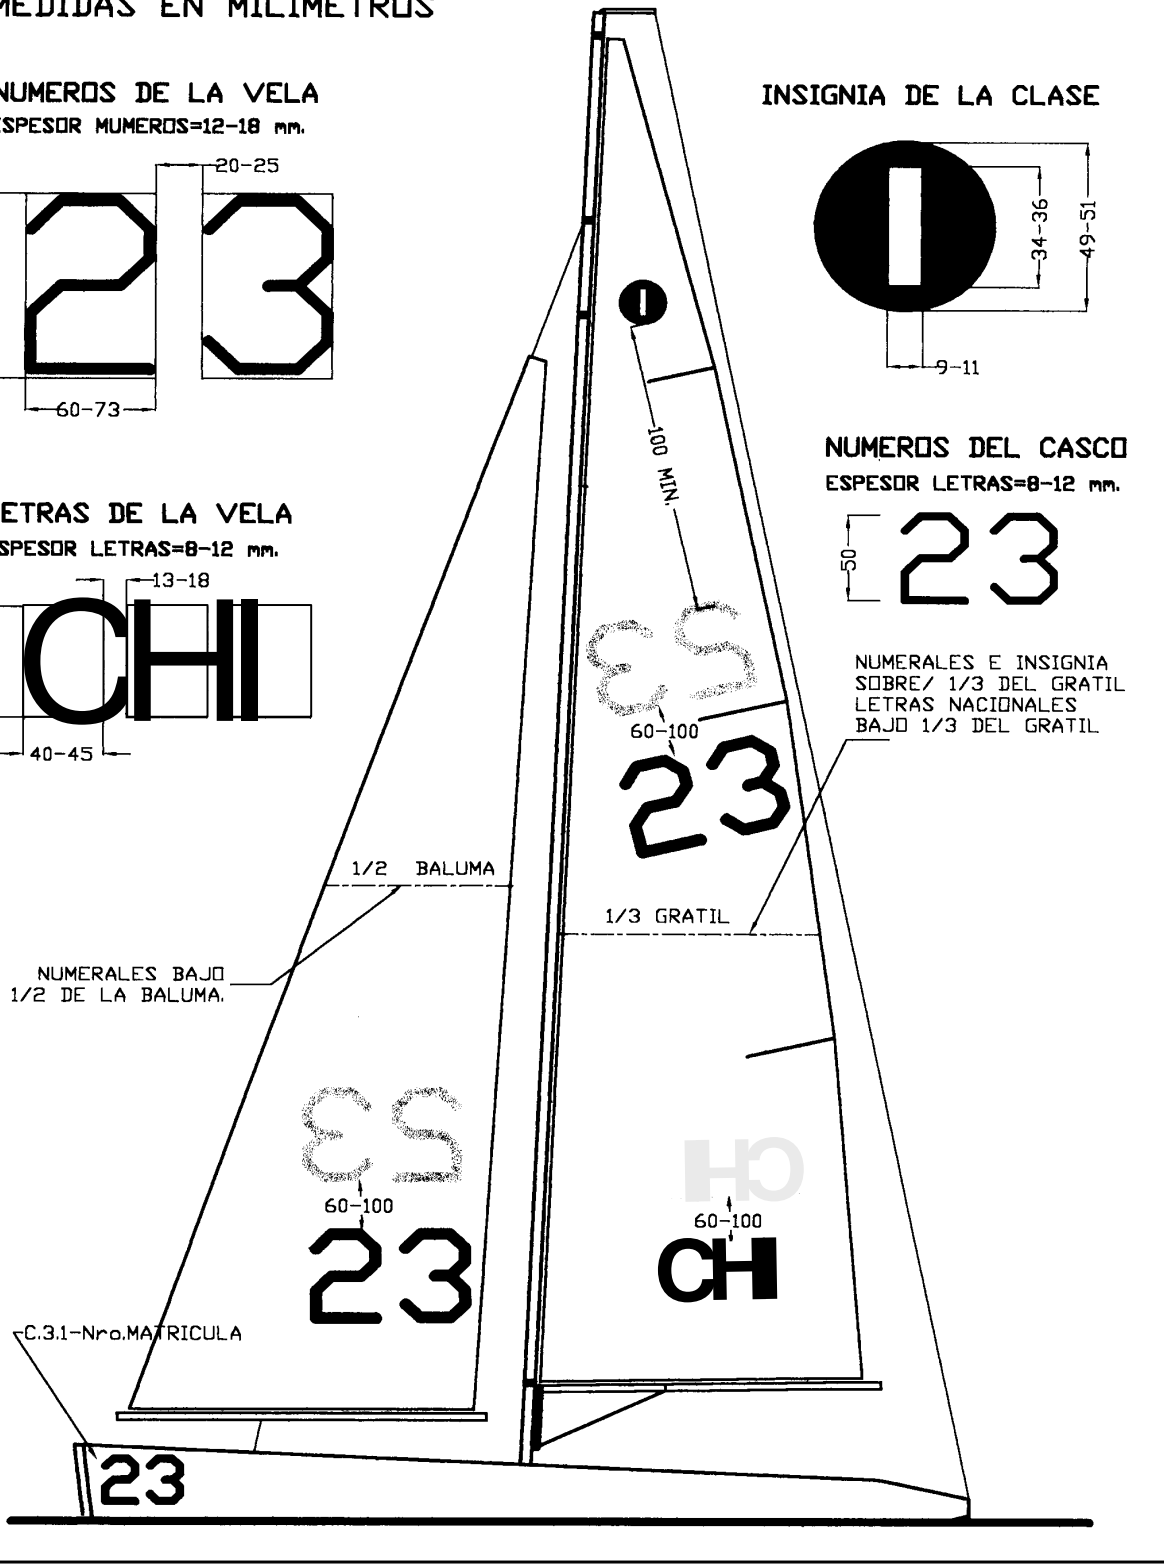 MEDIDAS EN MILIMETROS
NUMEROS DE LA VELA
ESPESOR MUMEROS=12-18 mm.
20-25
23
60-73
INSIGNIA DE LA CLASE
I
34-36
49-51
9-11
NUMEROS DEL CASCO
ESPESOR LETRAS=8-12 mm.
50
23
LETRAS DE LA VELA
ESPESOR LETRAS=8-12 mm.
13-18
CHI
40-45
I
100 MIN.
23
60-100
23
NUMERALES E INSIGNIA
SOBRE/ 1/3 DEL GRATIL
LETRAS NACIONALES
BAJO 1/3 DEL GRATIL
1/2 BALUMA
1/3 GRATIL
NUMERALES BAJO
1/2 DE LA BALUMA.
23
60-100
23
CHI
60-100
CHI
C.3.1-Nro.MATRICULA
23